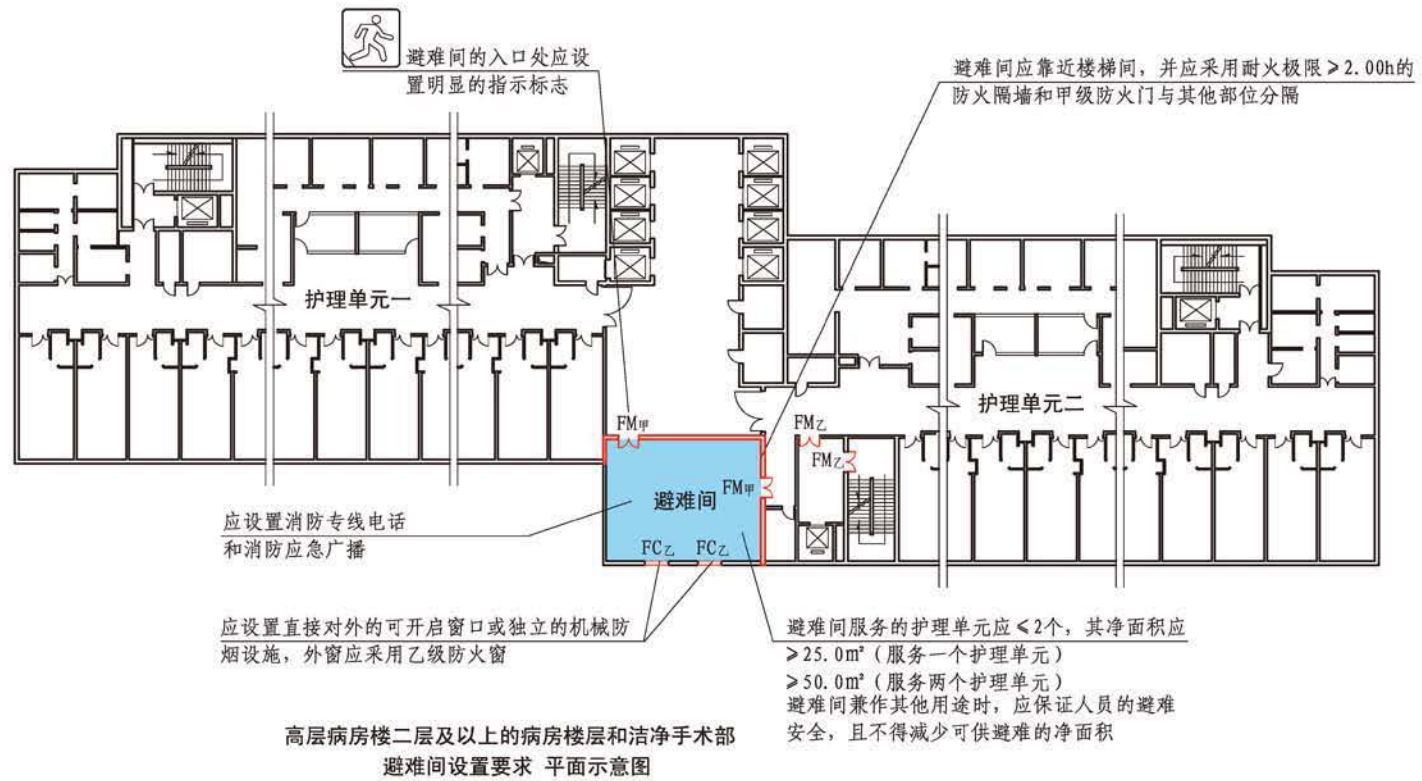 避难间的入口处应设
置明显的指示标志
避难间应靠近楼梯间，并应采用耐火极限≥2.00h的
防火隔墙和甲级防火门与其他部位分隔
护理单元一
护理单元二
FM甲
FM乙
FM乙
FM甲
避难间
FC乙
FC乙
应设置消防专线电话
和消防应急广播
应设置直接对外的可开启窗口或独立的机械防
烟设施，外窗应采用乙级防火窗
避难间服务的护理单元应≤2个，其净面积应
≥25.0m²（服务一个护理单元）
≥50.0m²（服务两个护理单元）
避难间兼作其他用途时，应保证人员的避难
安全，且不得减少可供避难的净面积
高层病房楼二层及以上的病房楼层和洁净手术部
避难间设置要求 平面示意图